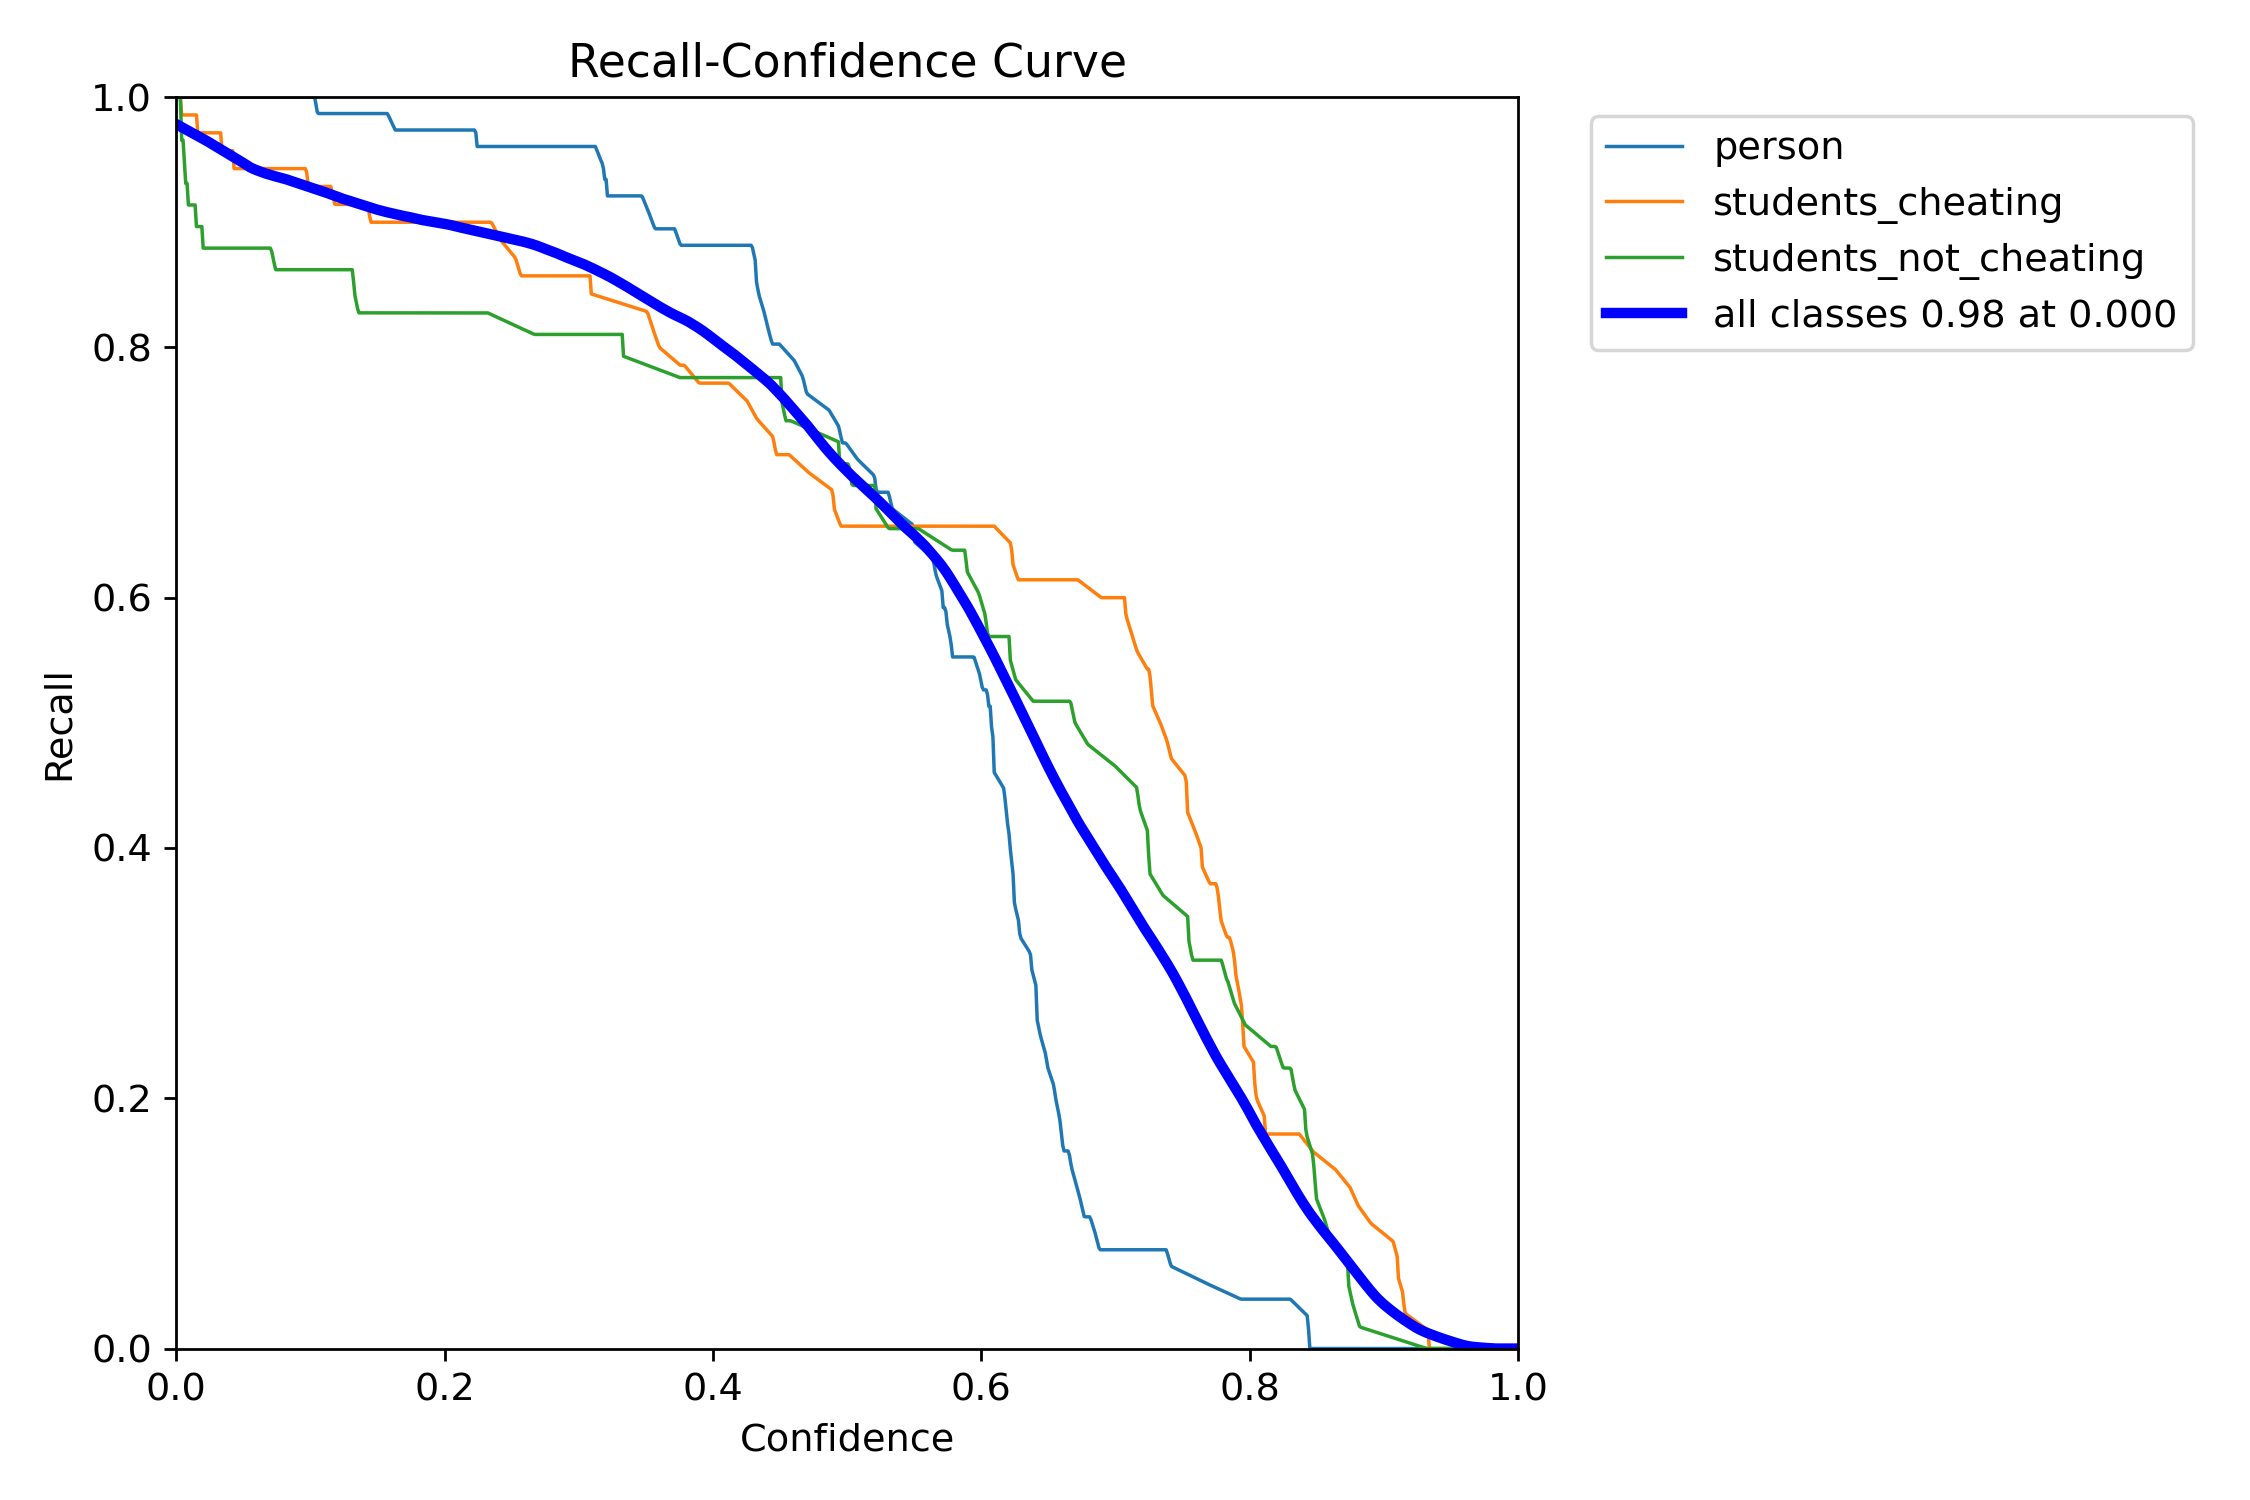 Recall-Confidence Curve
1.0
0.8
0.6
0.4
0.2
0.0
Recall
0.0 0.2 0.4 0.6 0.8 1.0
Confidence
person
students_cheating
students_not_cheating
all classes 0.98 at 0.000